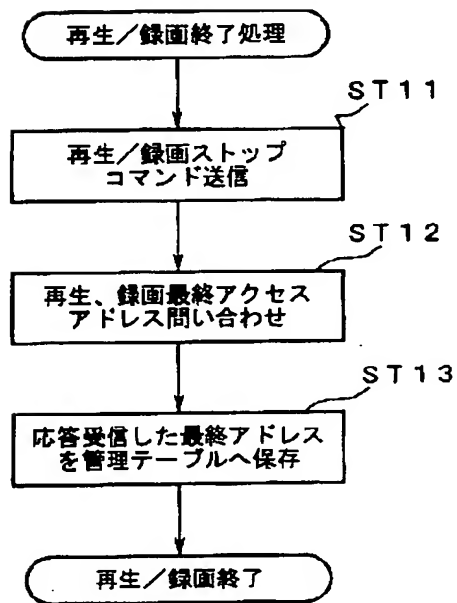 再生／録画終了処理
ＳＴ１１
再生／録画ストップ
コマンド送信
ＳＴ１２
再生、録画最終アクセス
アドレス問い合わせ
ＳＴ１３
応答受信した最終アドレス
を管理テーブルへ保存
再生／録画終了